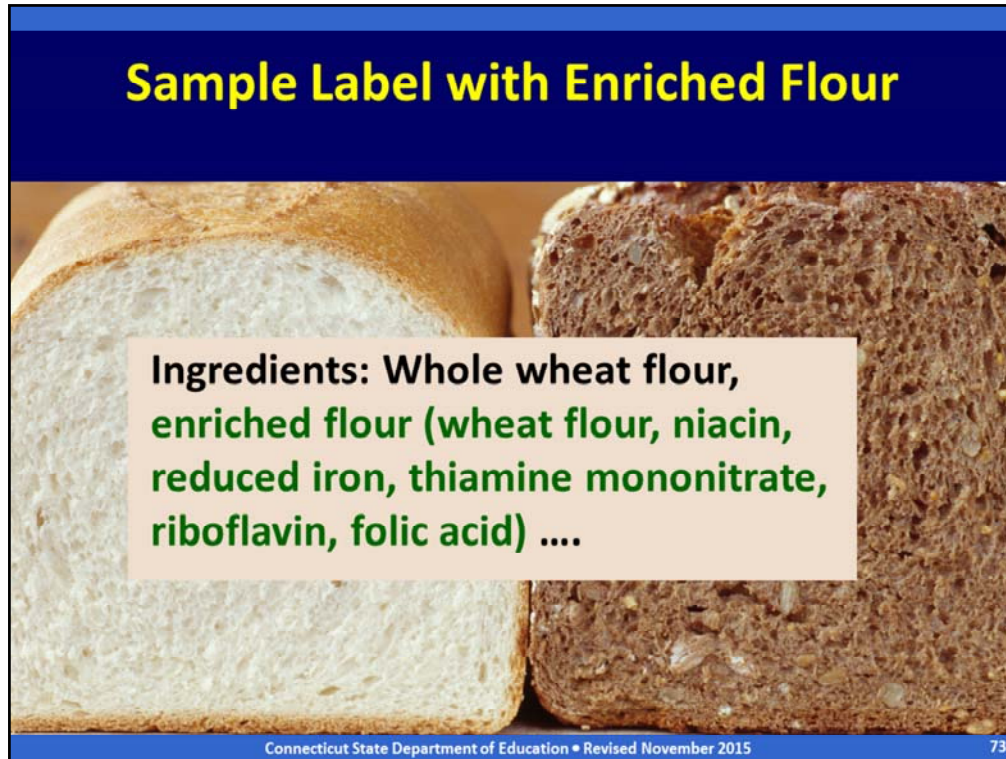 Sample Label with Enriched Flour
Ingredients: Whole wheat flour,
enriched flour (wheat flour, niacin,
reduced iron, thiamine mononitrate,
riboflavin, folic acid) ....
Connecticut State Department of Education • Revised November 2015
73